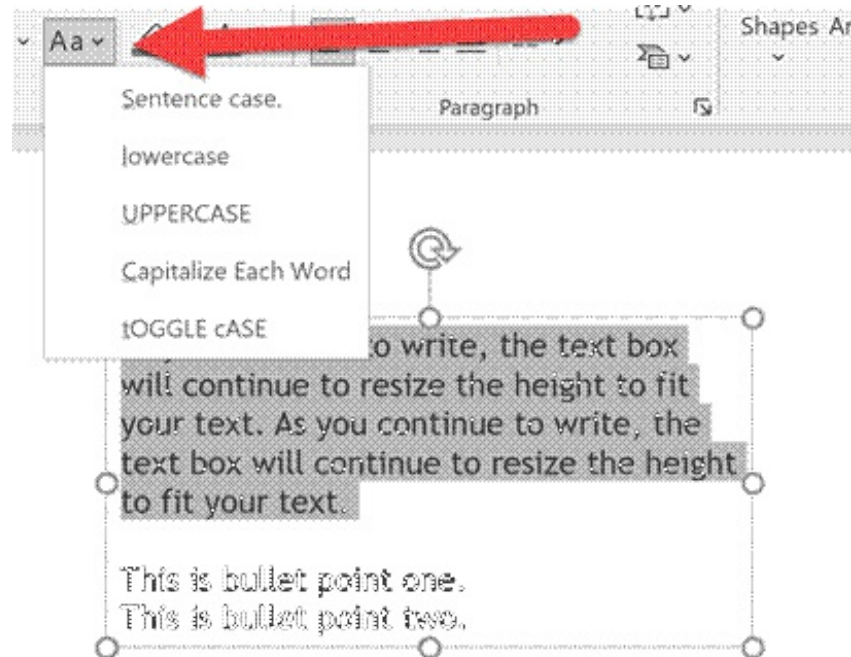 Aa
Shapes Ar
Sentence case.
Paragraph
lowercase
UPPERCASE
Capitalize Each Word
tOGGLE cASE
to write, the text box
will continue to resize the height to fit
your text. As you continue to write, the
text box will continue to resize the height
to fit your text.
This is bullet point one.
This is bullet point two.